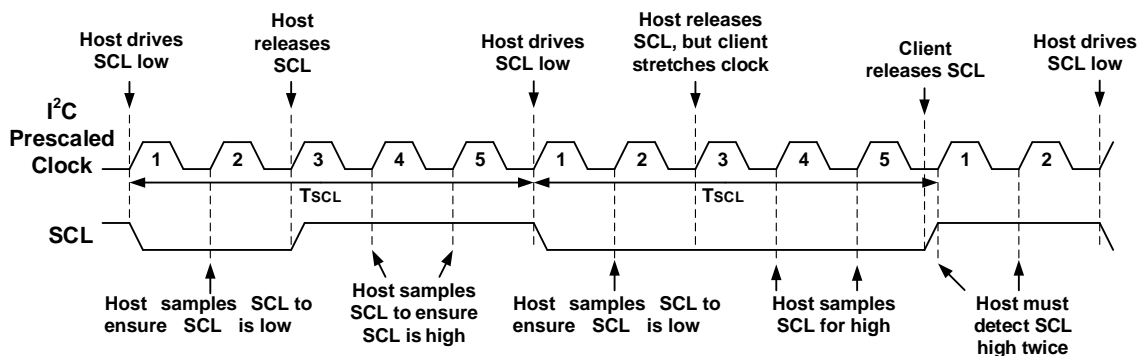 Host drives
SCL low
Host
releases
SCL
Host drives
SCL low
Host releases
SCL, but client
stretches clock
Client
releases SCL
Host drives
SCL low
I²C
Prescaled
Clock
1 2 3 4 5 1 2 3 4 5 1 2
TSCL TSCL
SCL
Host samples SCL to
ensure SCL is low
Host samples
SCL to ensure
SCL is high
Host samples SCL to
ensure SCL is low
Host samples
SCL for high
Host must
detect SCL
high twice